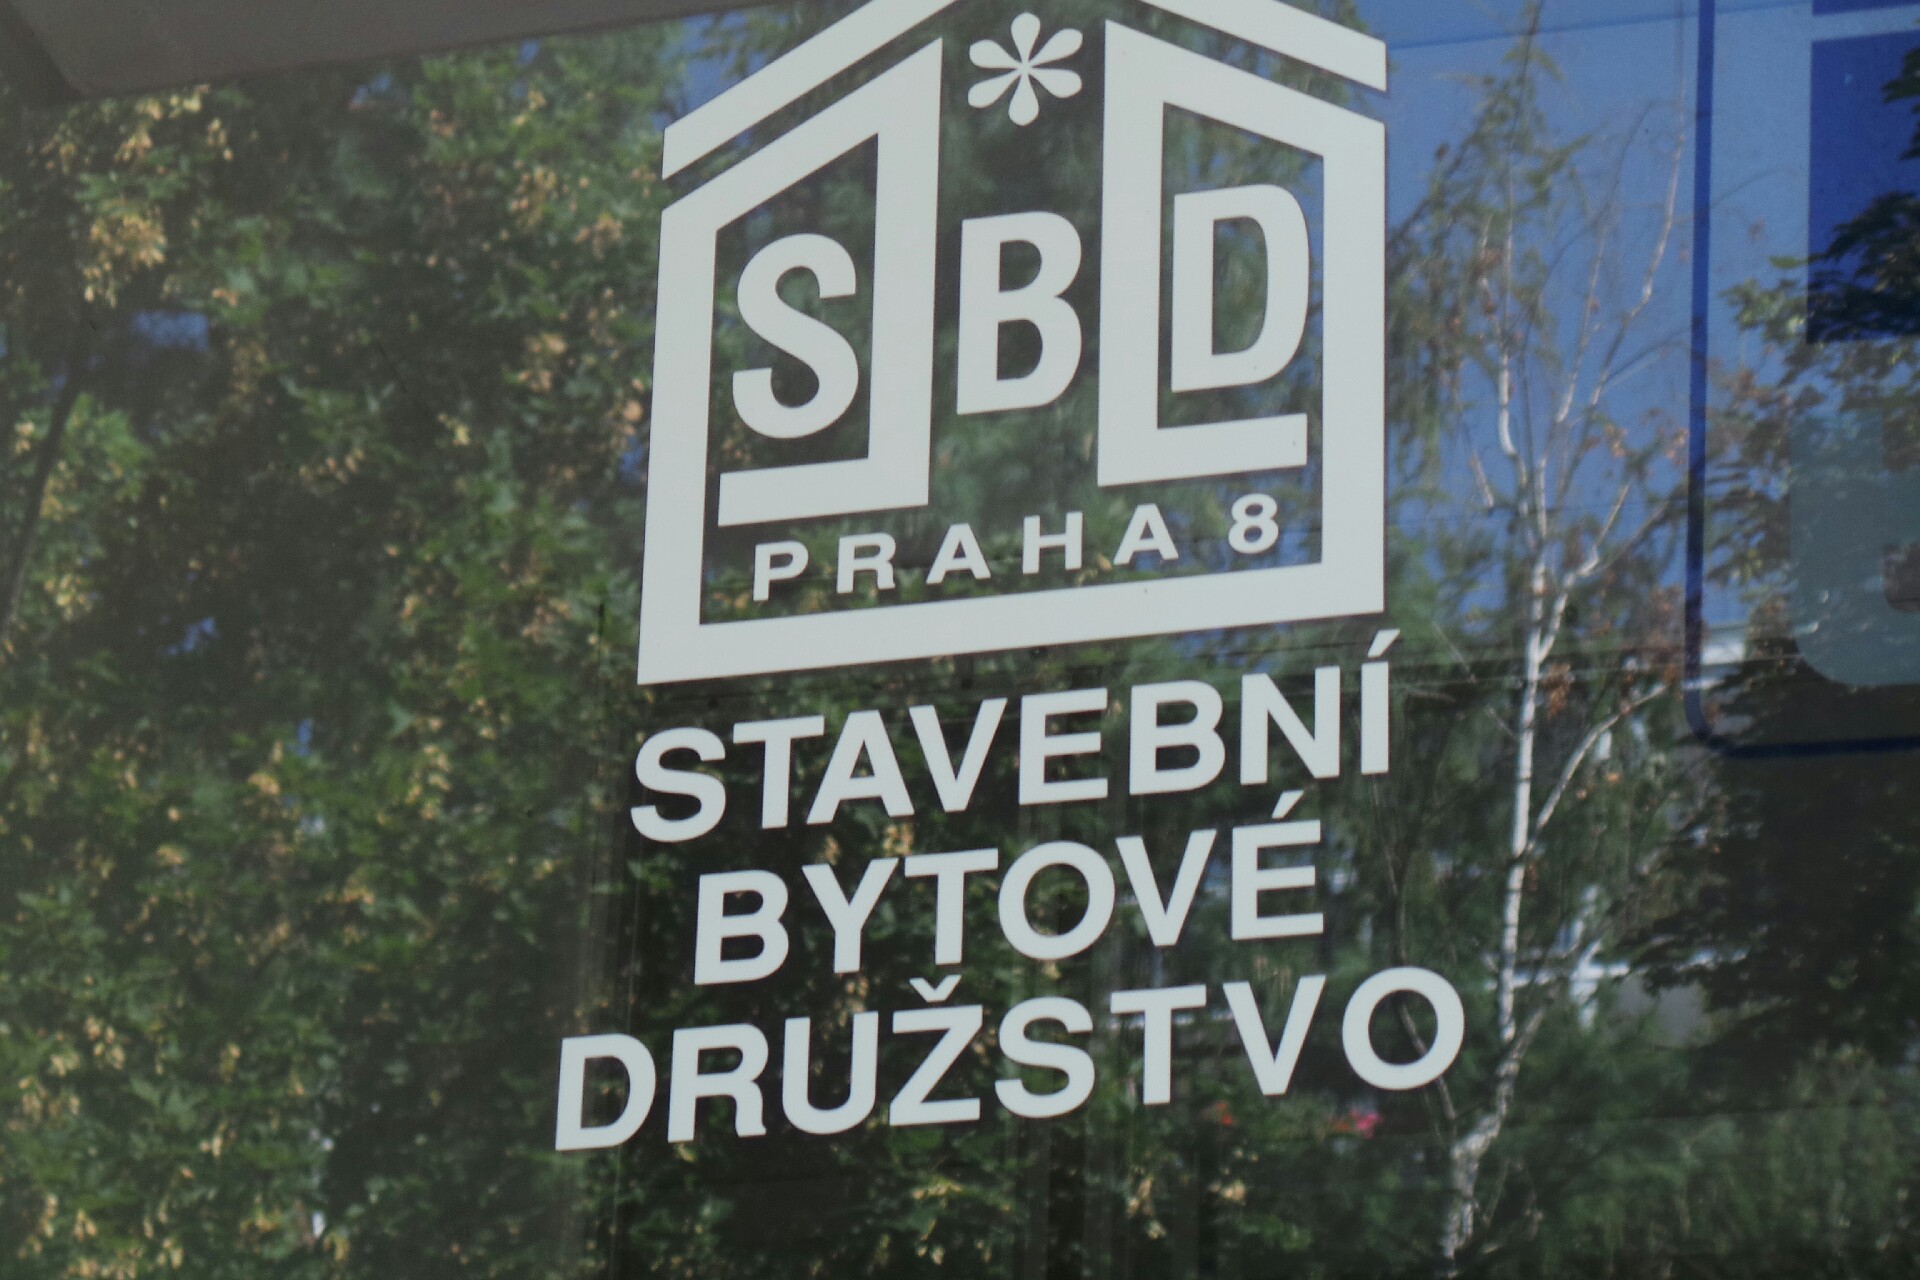 SBD
PRAHA 8
STAVEBNÍ
BYTOVÉ
DRUŽSTVO